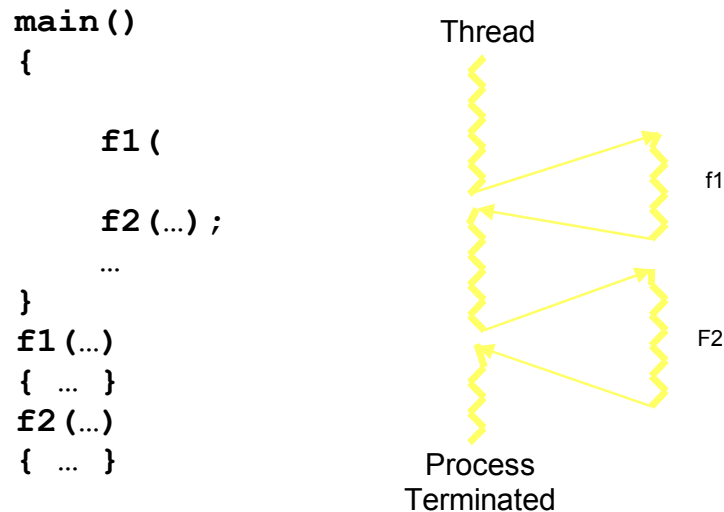 main()
{
f1(
f2(…);
…
}
f1(…)
{ … }
f2(…)
{ … }
Thread
f1
F2
Process
Terminated